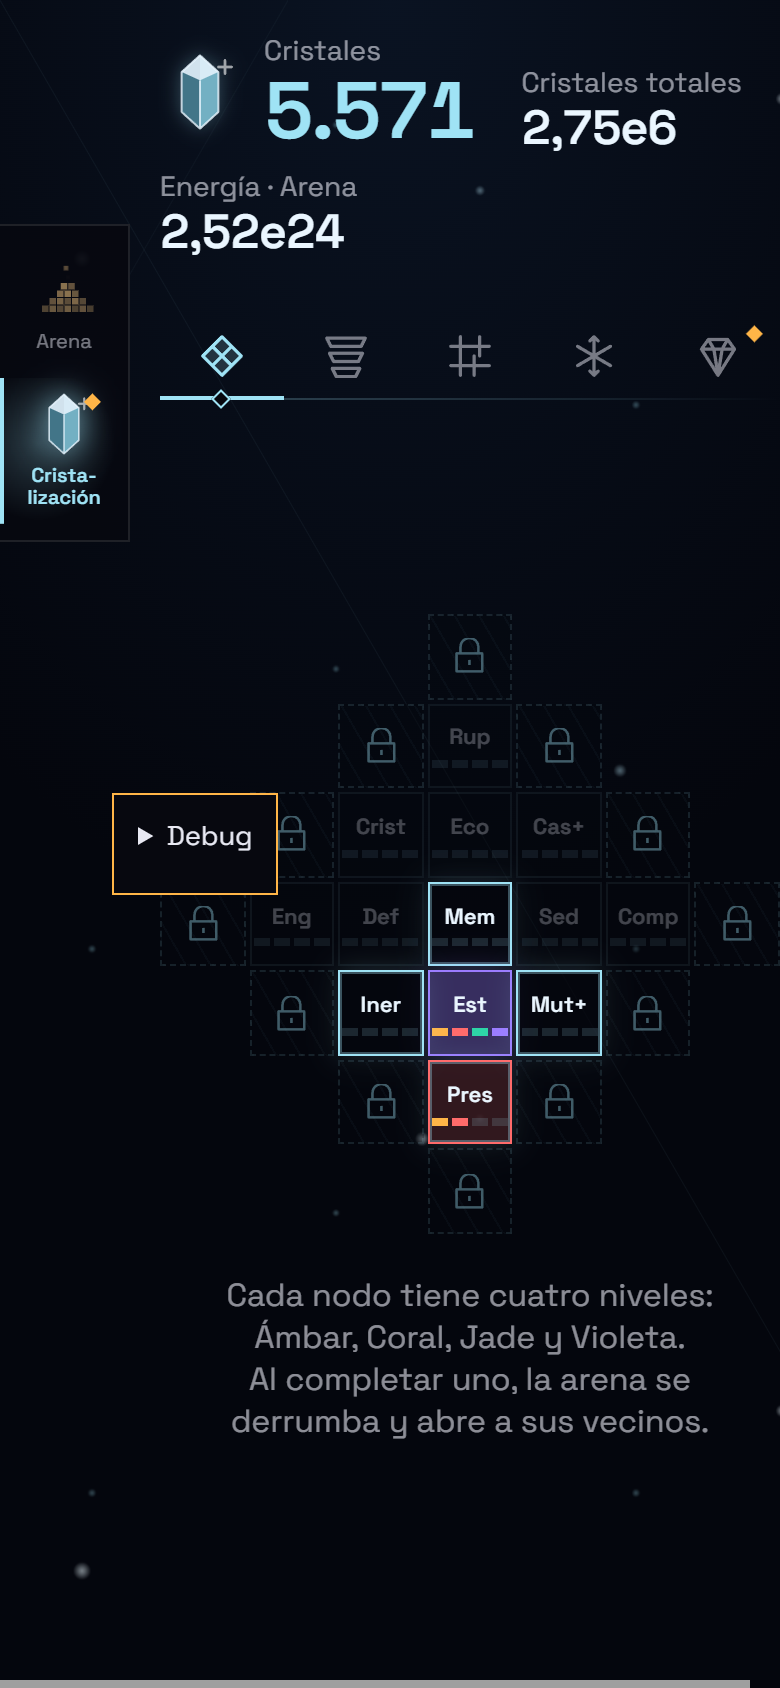 Cristales
5.571
Cristales totales
2,75e6
Energía · Arena
2,52e24
Arena
Crista-
lización
Rup
Debug
Crist
Eco
Cas+
Eng
Def
Mem
Sed
Comp
Iner
Est
Mut+
Pres
Cada nodo tiene cuatro niveles:
Ámbar, Coral, Jade y Violeta.
Al completar uno, la arena se
derrumba y abre a sus vecinos.